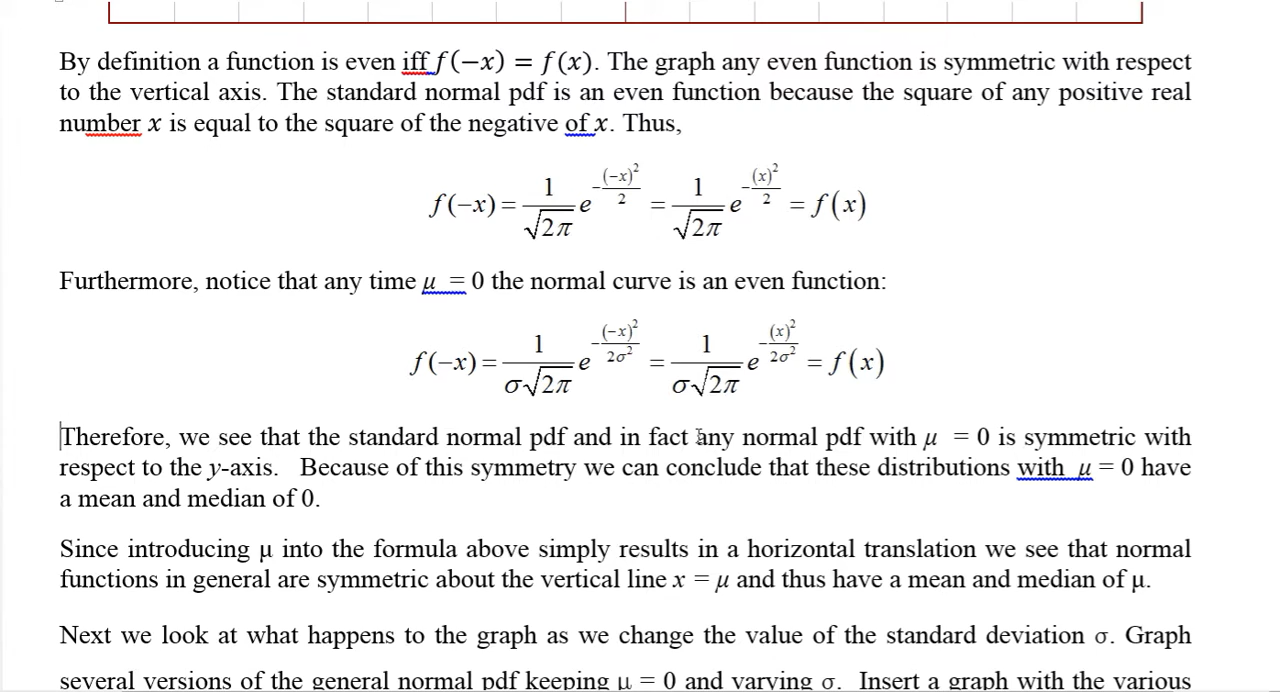 By definition a function is even iff f(−x) = f(x). The graph any even function is symmetric with respect
to the vertical axis. The standard normal pdf is an even function because the square of any positive real
number x is equal to the square of the negative of x. Thus,
f(−x) = 1/√2π e^−(−x)²/2 = 1/√2π e^−(x)²/2 = f(x)
Furthermore, notice that any time μ = 0 the normal curve is an even function:
f(−x) = 1/σ√2π e^−(−x)²/2σ² = 1/σ√2π e^−(x)²/2σ² = f(x)
Therefore, we see that the standard normal pdf and in fact any normal pdf with μ = 0 is symmetric with
respect to the y-axis. Because of this symmetry we can conclude that these distributions with μ = 0 have
a mean and median of 0.
Since introducing μ into the formula above simply results in a horizontal translation we see that normal
functions in general are symmetric about the vertical line x = μ and thus have a mean and median of μ.
Next we look at what happens to the graph as we change the value of the standard deviation σ. Graph
several versions of the general normal pdf keeping μ = 0 and varying σ. Insert a graph with the various